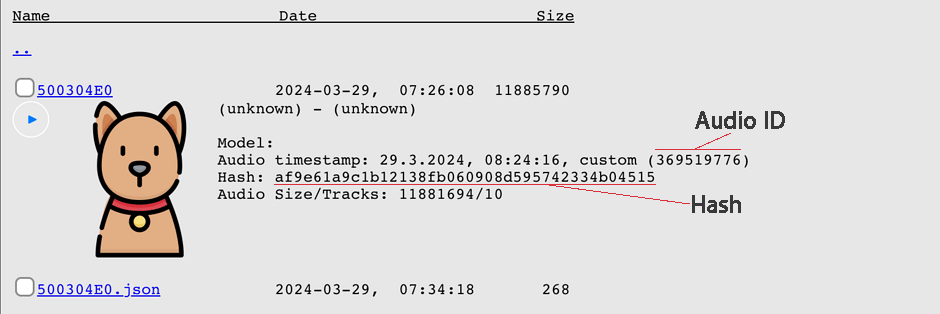 Name Date Size
..
500304E0 2024-03-29, 07:26:08 11885790
(unknown) - (unknown)
Audio ID
Model:
Audio timestamp: 29.3.2024, 08:24:16, custom (369519776)
Hash: af9e61a9c1b12138fb060908d595742334b04515
Audio Size/Tracks: 11881694/10
Hash
500304E0.json 2024-03-29, 07:34:18 268